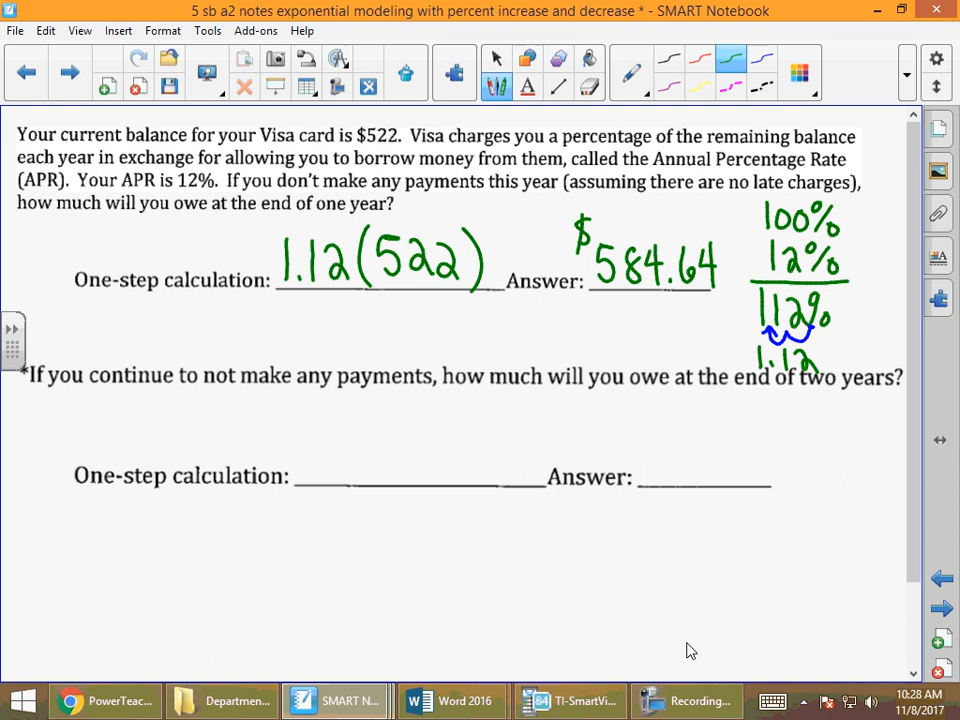 5 sb a2 notes exponential modeling with percent increase and decrease * - SMART Notebook
File Edit View Insert Format Tools Add-ons Help
Your current balance for your Visa card is $522. Visa charges you a percentage of the remaining balance
each year in exchange for allowing you to borrow money from them, called the Annual Percentage Rate
(APR). Your APR is 12%. If you don't make any payments this year (assuming there are no late charges),
how much will you owe at the end of one year?
100%
12%
One-step calculation: 1.12(522) Answer: $584.64
112%
1.12
*If you continue to not make any payments, how much will you owe at the end of two years?
One-step calculation: ____ Answer: ____
PowerTeac... Departmen... SMART N... Word 2016 TI-SmartVi... Recording...
10:28 AM
11/8/2017